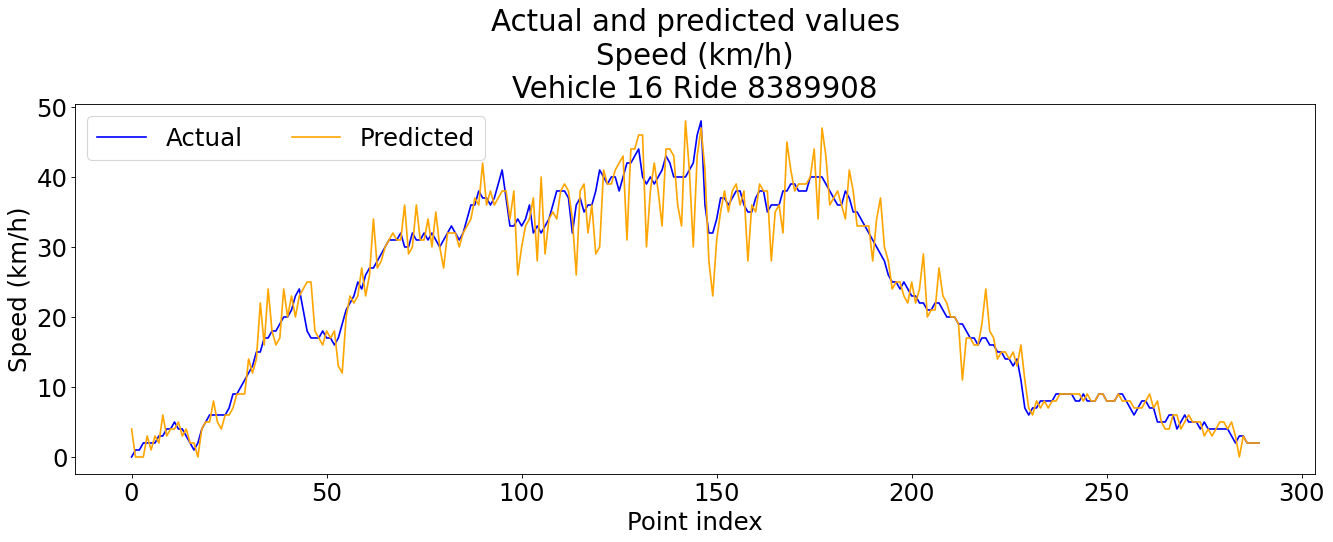 Actual and predicted values
Speed (km/h)
Vehicle 16 Ride 8389908
Actual
Predicted
Speed (km/h)
50
40
30
20
10
0
0
50
100
150
200
250
300
Point index